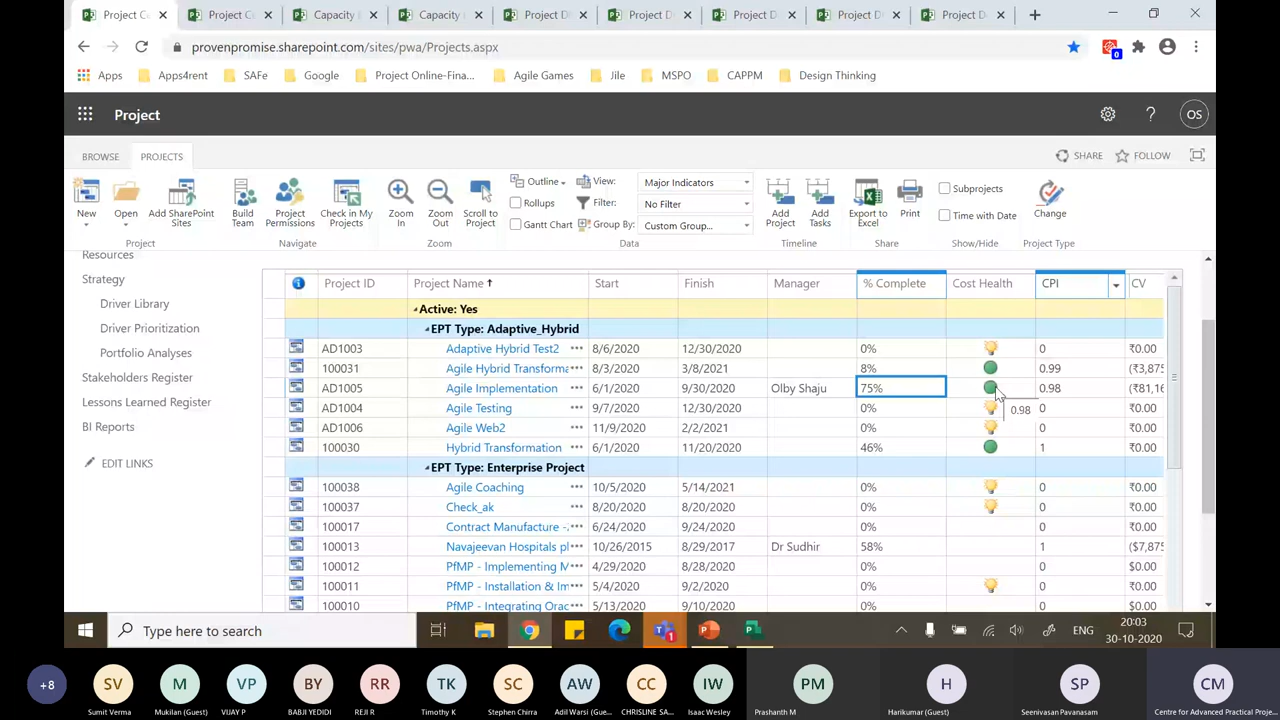 Project Ce
Project Ce
Capacity
Capacity
Project D
Project D
Project D
Project D
Project D
provenpromise.sharepoint.com/sites/pwa/Projects.aspx
0
Apps
Apps4rent
SAFe
Google
Project Online-Fina...
Agile Games
Jile
MSPO
CAPPM
Design Thinking
Project
OS
BROWSE
PROJECTS
SHARE
FOLLOW
New
Open
Add SharePoint Sites
Build Team
Project Permissions
Check in My Projects
Zoom In
Zoom Out
Scroll to Project
Outline
Rollups
Gantt Chart
View:
Filter:
Group By:
Major Indicators
No Filter
Custom Group...
Add Project
Add Tasks
Export to Excel
Print
Subprojects
Time with Date
Change
Project
Navigate
Zoom
Data
Timeline
Share
Show/Hide
Project Type
Resources
Strategy
Driver Library
Driver Prioritization
Portfolio Analyses
Stakeholders Register
Lessons Learned Register
BI Reports
EDIT LINKS
Project ID Project Name Start Finish Manager % Complete Cost Health CPI CV
Active: Yes
EPT Type: Adaptive_Hybrid
AD1003 Adaptive Hybrid Test2 ••• 8/6/2020 12/30/2020 0% 0 ₹0.00
100031 Agile Hybrid Transforma ••• 8/3/2020 3/8/2021 8% 0.99 (₹3,875
AD1005 Agile Implementation ••• 6/1/2020 9/30/2020 Olby Shaju 75% 0.98 (₹81,16
AD1004 Agile Testing ••• 9/7/2020 12/30/2020 0% 0 ₹0.00
0.98
AD1006 Agile Web2 ••• 11/9/2020 2/2/2021 0% 0 ₹0.00
100030 Hybrid Transformation ••• 6/1/2020 11/20/2020 46% 1 ₹0.00
EPT Type: Enterprise Project
100038 Agile Coaching ••• 10/5/2020 5/14/2021 0% 0 ₹0.00
100037 Check_ak ••• 8/20/2020 8/20/2020 0% 0 ₹0.00
100017 Contract Manufacture - ••• 6/24/2020 9/24/2020 0% 0 ₹0.00
100013 Navajeevan Hospitals pl ••• 10/26/2015 8/29/2017 Dr Sudhir 58% 1 ($7,875
100012 PfMP - Implementing M ••• 4/29/2020 8/28/2020 0% 0 $0.00
100011 PfMP - Installation & Im ••• 5/4/2020 9/2/2020 0% 0 ₹0.00
100010 PfMP - Integrating Orac ••• 5/13/2020 9/10/2020 0% 0 $0.00
Type here to search
1
ENG
20:03
30-10-2020
+8
SV
M
VP
BY
RR
TK
SC
AW
CC
IW
PM
H
SP
CM
Sumit Verma
Mukilan (Guest)
VIJAY P
BABJI YEDIDI
REJI R
Timothy K
Stephen Chirra
Adil Warsi (Gue...
CHRISLINE SA...
Isaac Wesley
Prashanth M
Harikumar (Guest)
Seenivasan Pavanasam
Centre for Advanced Practical Proje...